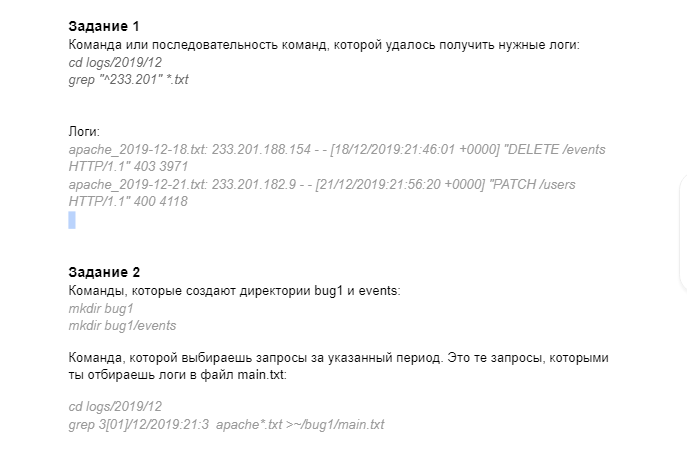 Задание 1
Команда или последовательность команд, которой удалось получить нужные логи:
cd logs/2019/12
grep "^233.201" *.txt
Логи:
apache_2019-12-18.txt: 233.201.188.154 - - [18/12/2019:21:46:01 +0000] "DELETE /events
HTTP/1.1" 403 3971
apache_2019-12-21.txt: 233.201.182.9 - - [21/12/2019:21:56:20 +0000] "PATCH /users
HTTP/1.1" 400 4118
Задание 2
Команды, которые создают директории bug1 и events:
mkdir bug1
mkdir bug1/events
Команда, которой выбираешь запросы за указанный период. Это те запросы, которыми
ты отбираешь логи в файл main.txt:
cd logs/2019/12
grep 3[01]/12/2019:21:3  apache*.txt >~/bug1/main.txt